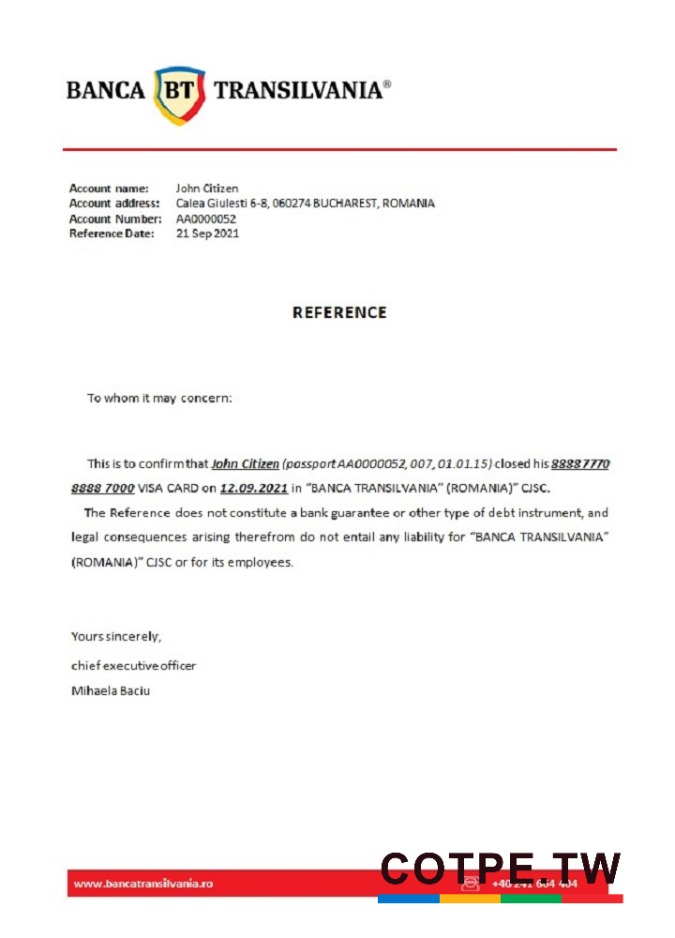 BANCA BT TRANSILVANIA®
Account name: John Citizen
Account address: Calea Giulesti 6-8, 060274 BUCHAREST, ROMANIA
Account Number: AA0000052
Reference Date: 21 Sep 2021
REFERENCE
To whom it may concern:
This is to confirm that John Citizen (passport AA0000052, 007, 01.01.15) closed his 8888 7770
8888 7000 VISA CARD on 12.09.2021 in “BANCA TRANSILVANIA” (ROMANIA)” CJSC.
The Reference does not constitute a bank guarantee or other type of debt instrument, and
legal consequences arising therefrom do not entail any liability for “BANCA TRANSILVANIA”
(ROMANIA)” CJSC or for its employees.
Yours sincerely,
chief executive officer
Mihaela Baciu
COTPE.TW
www.bancatransilvania.ro